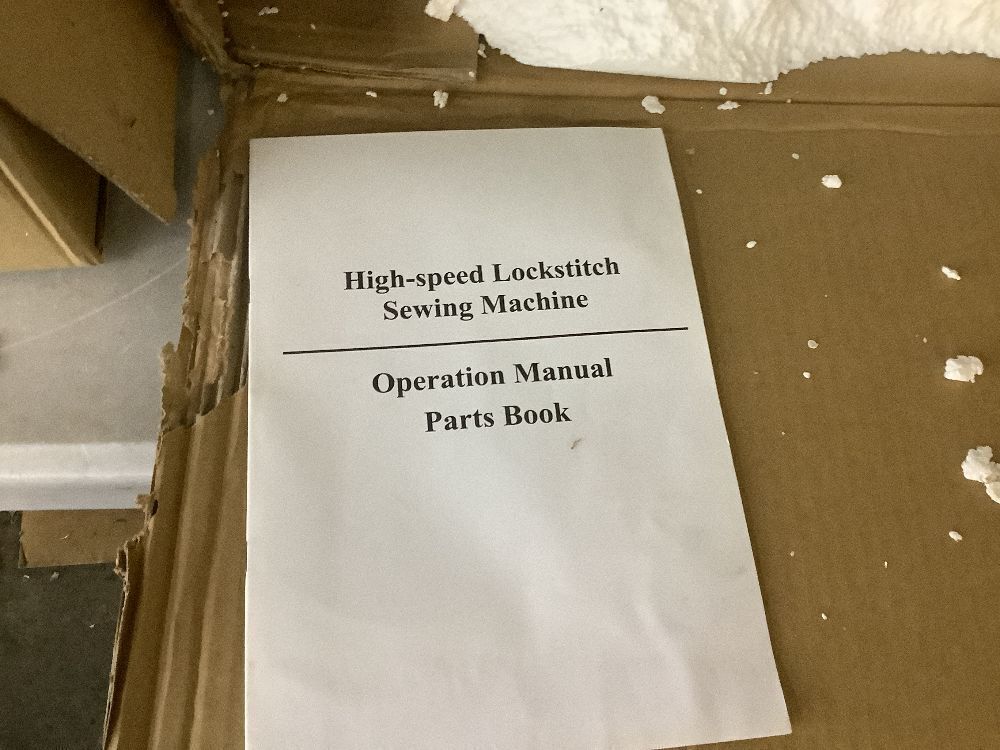 High-speed Lockstitch
Sewing Machine
Operation Manual
Parts Book